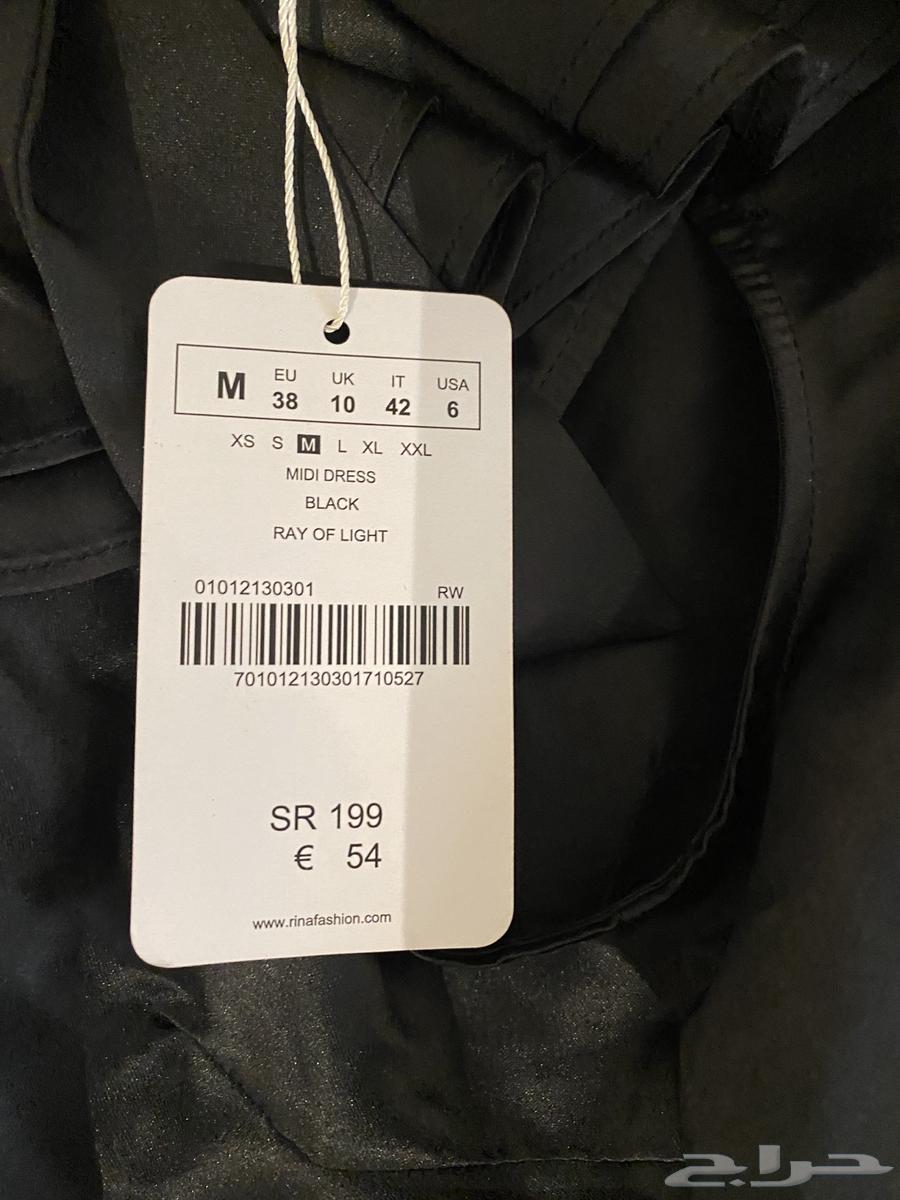 M EU 38 UK 10 IT 42 USA 6
XS S M L XL XXL
MIDI DRESS
BLACK
RAY OF LIGHT
01012130301 RW
701012130301710527
SR 199
€ 54
www.rinafashion.com
حراج